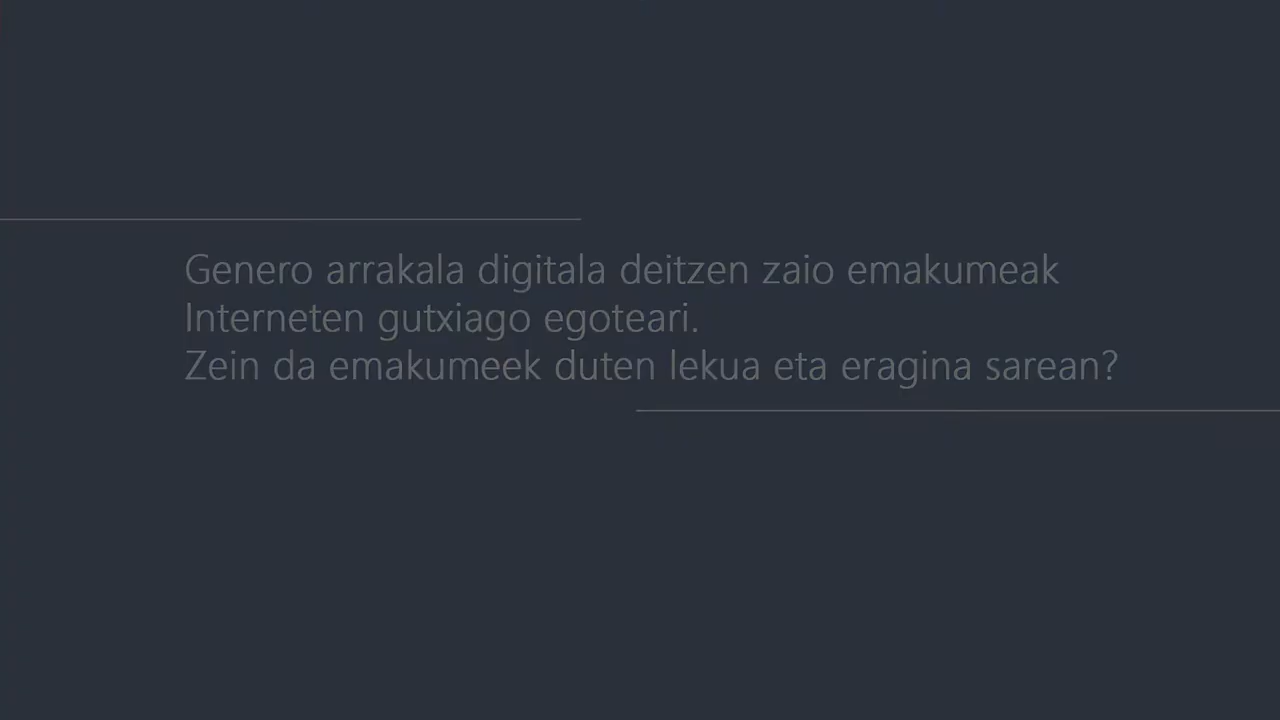 Genero arrakala digitala deitzen zaio emakumeak
Interneten gutxiago egoteari.
Zein da emakumeek duten lekua eta eragina sarean?